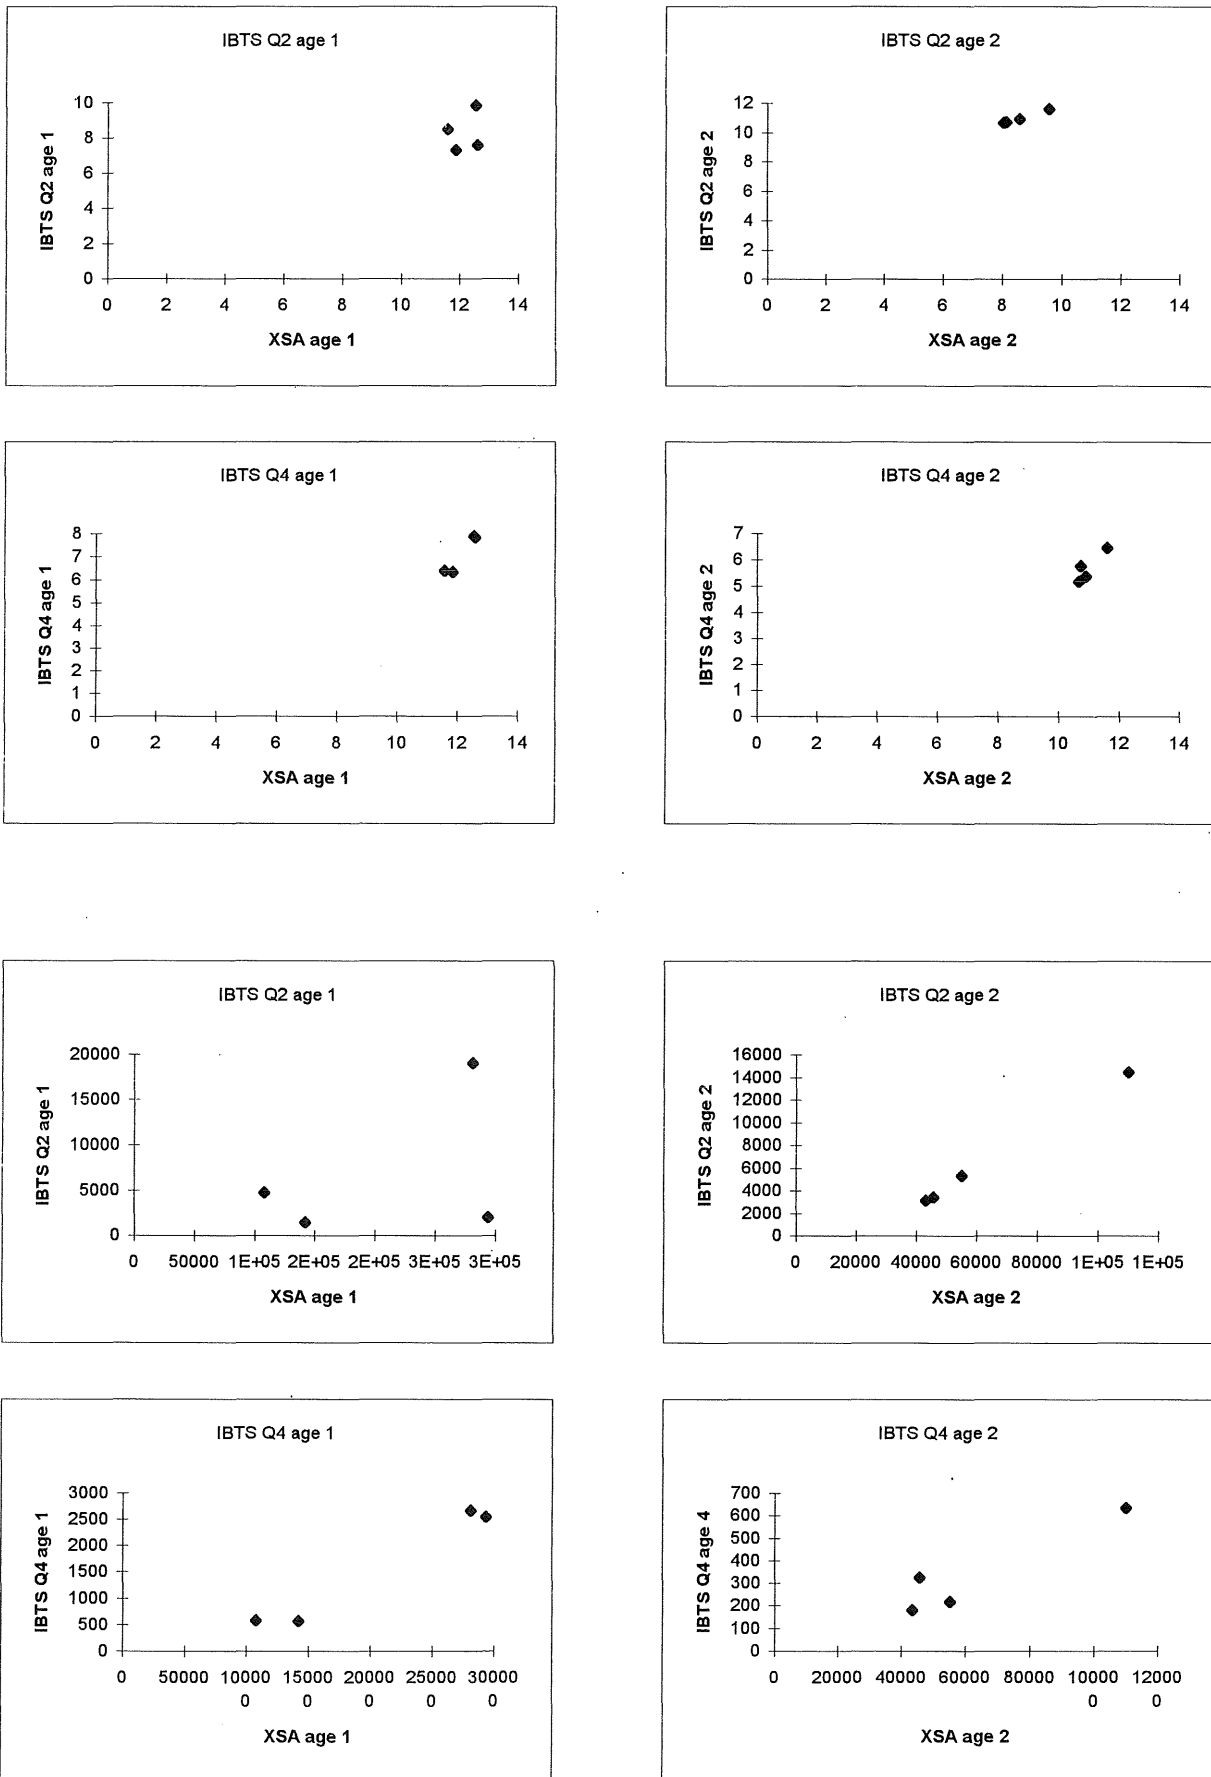 IBTS Q2 age 1
IBTS Q2 age 1
10
8
6
4
2
0
0 2 4 6 8 10 12 14
XSA age 1
IBTS Q2 age 2
IBTS Q2 age 2
12
10
8
6
4
2
0
0 2 4 6 8 10 12 14
XSA age 2
IBTS Q4 age 1
IBTS Q4 age 1
8
7
6
5
4
3
2
1
0
0 2 4 6 8 10 12 14
XSA age 1
IBTS Q4 age 2
IBTS Q4 age 2
7
6
5
4
3
2
1
0
0 2 4 6 8 10 12 14
XSA age 2
IBTS Q2 age 1
IBTS Q2 age 1
20000
15000
10000
5000
0
0 50000 1E+05 2E+05 2E+05 3E+05 3E+05
XSA age 1
IBTS Q2 age 2
IBTS Q2 age 2
16000
14000
12000
10000
8000
6000
4000
2000
0
0 20000 40000 60000 80000 1E+05 1E+05
XSA age 2
IBTS Q4 age 1
IBTS Q4 age 1
3000
2500
2000
1500
1000
500
0
0 50000 10000 15000 20000 25000 30000
0 0 0 0 0
XSA age 1
IBTS Q4 age 2
IBTS Q4 age 4
700
600
500
400
300
200
100
0
0 20000 40000 60000 80000 10000 12000
0 0
XSA age 2